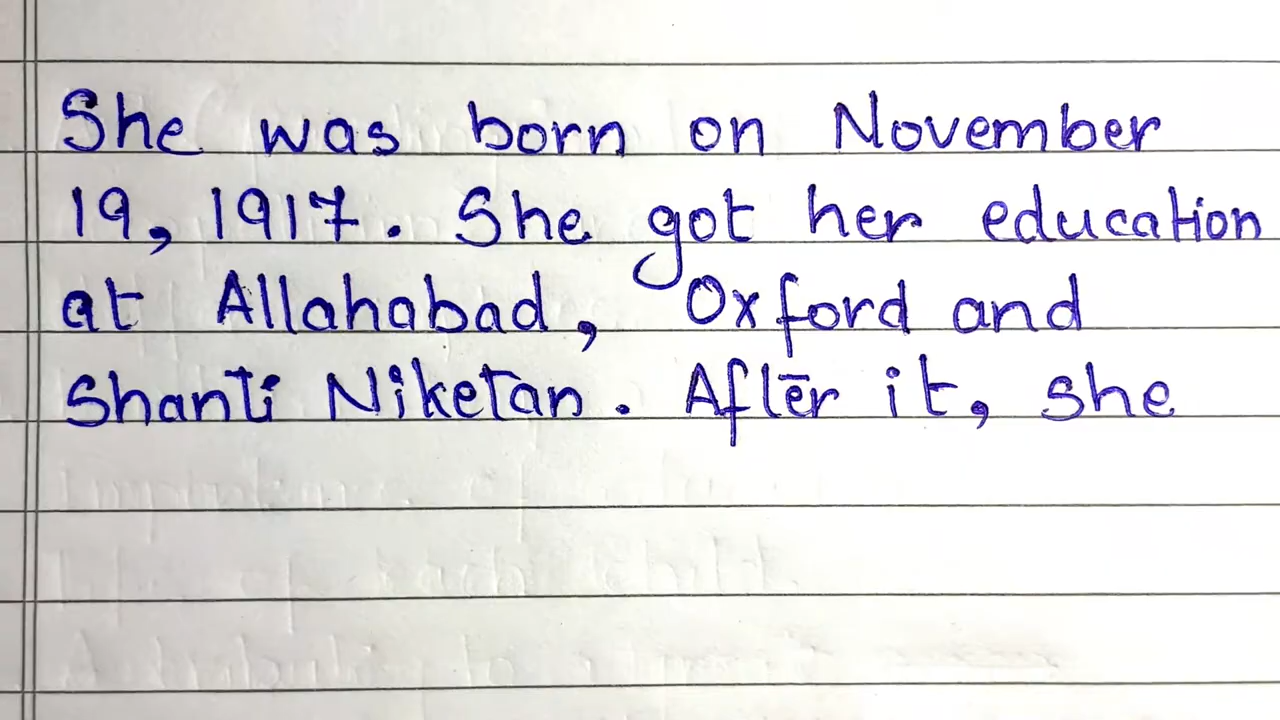 She was born on November
19, 1917. She got her education
at Allahabad, Oxford and
Shanti Niketan. After it, she